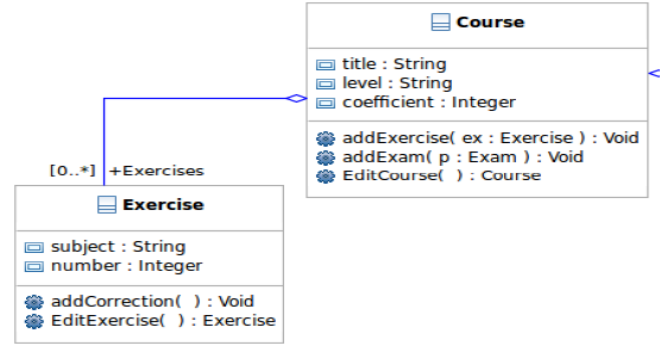 Course
title : String
level : String
coefficient : Integer
addExercise( ex : Exercise ) : Void
addExam( p : Exam ) : Void
EditCourse(  ) : Course
[0..*] +Exercises
Exercise
subject : String
number : Integer
addCorrection(  ) : Void
EditExercise(  ) : Exercise